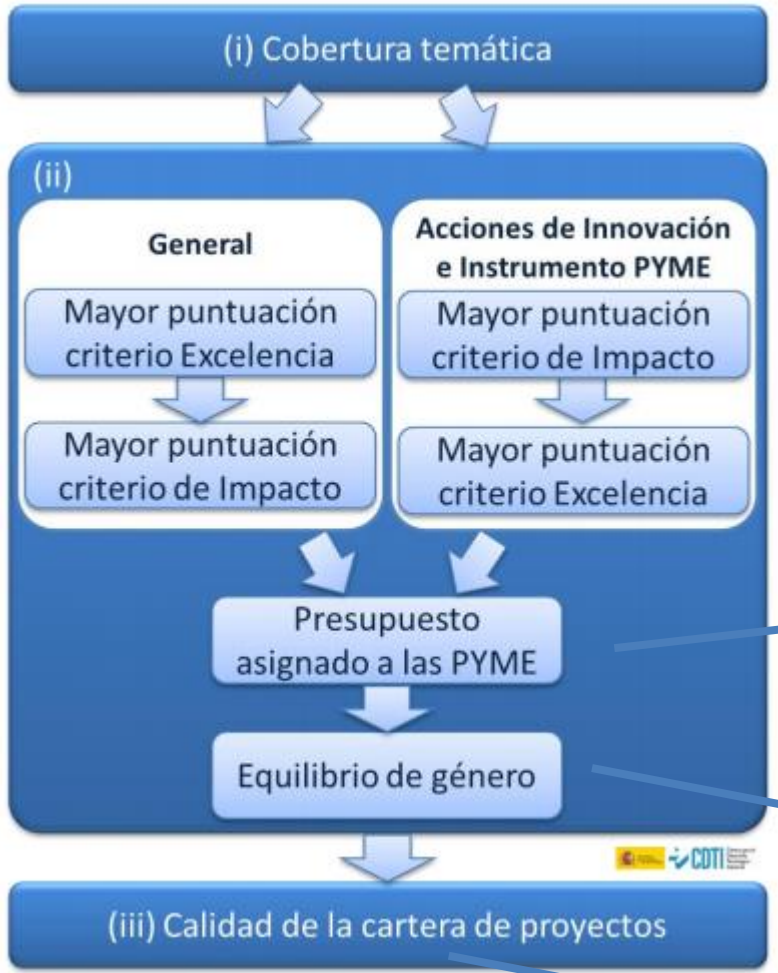 (i) Cobertura temática
(ii)
General
Mayor puntuación
criterio Excelencia
Mayor puntuación
criterio de Impacto
Acciones de Innovación
e Instrumento PYME
Mayor puntuación
criterio de Impacto
Mayor puntuación
criterio Excelencia
Presupuesto
asignado a las PYME
Equilibrio de género
CDTI
(iii) Calidad de la cartera de proyectos